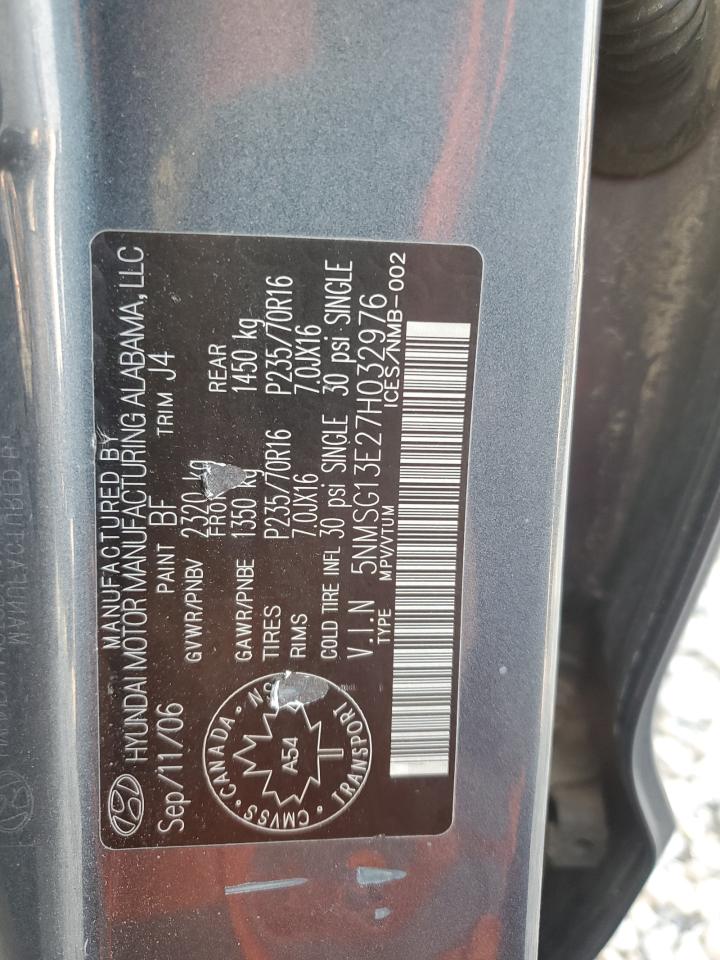 MANUFACTURED BY
HYUNDAI MOTOR MANUFACTURING ALABAMA, LLC
Sep/11/06 PAINT BF TRIM J4
GVWR/PNBV 2320 kg
REAR
GAWR/PNBE 1350 kg 1450 kg
TIRES P235/70R16 P235/70R16
RIMS 7.0JX16 7.0JX16
COLD TIRE INFL 30 psi SINGLE 30 psi SINGLE
V.I.N 5NMSG13E27H032976
TYPE MPV/VTUM ICES/NMB-002
CANADA
A54
TRANSPORT
CMVSS